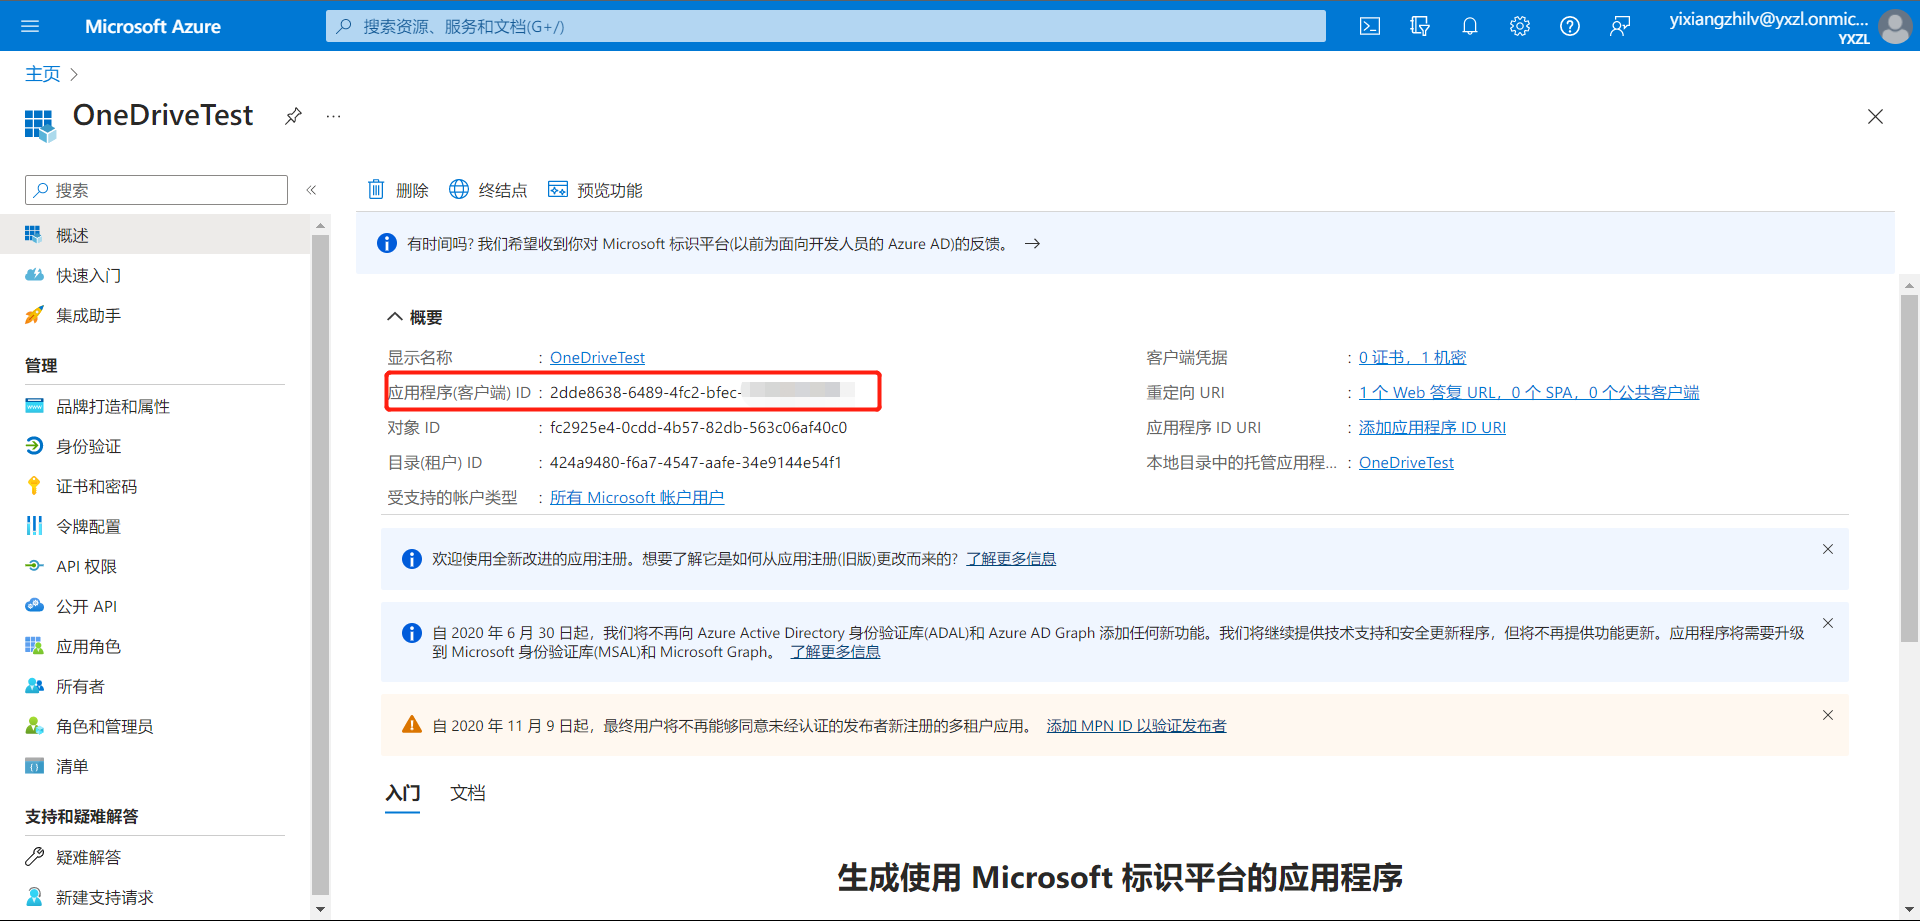 Microsoft Azure
搜索资源、服务和文档(G+/)
yixiangzhilv@yxzl.onmic...
YXZL
主页
OneDriveTest
...
搜索
«
删除
终结点
预览功能
概述
快速入门
集成助手
管理
品牌打造和属性
身份验证
证书和密码
令牌配置
API 权限
公开 API
应用角色
所有者
角色和管理员
清单
支持和疑难解答
疑难解答
新建支持请求
有时间吗? 我们希望收到你对 Microsoft 标识平台(以前为面向开发人员的 Azure AD)的反馈。 →
概要
显示名称 : OneDriveTest
应用程序(客户端) ID : 2dde8638-6489-4fc2-bfec-
对象 ID : fc2925e4-0cdd-4b57-82db-563c06af40c0
目录(租户) ID : 424a9480-f6a7-4547-aafe-34e9144e54f1
受支持的帐户类型 : 所有 Microsoft 帐户用户
客户端凭据 : 0 证书，1 机密
重定向 URI : 1 个 Web 答复 URL，0 个 SPA，0 个公共客户端
应用程序 ID URI : 添加应用程序 ID URI
本地目录中的托管应用程... : OneDriveTest
欢迎使用全新改进的应用注册。想要了解它是如何从应用注册(旧版)更改而来的? 了解更多信息
自 2020 年 6 月 30 日起，我们将不再向 Azure Active Directory 身份验证库(ADAL)和 Azure AD Graph 添加任何新功能。我们将继续提供技术支持和安全更新程序，但将不再提供功能更新。应用程序将需要升级
到 Microsoft 身份验证库(MSAL)和 Microsoft Graph。 了解更多信息
自 2020 年 11 月 9 日起，最终用户将不再能够同意未经认证的发布者新注册的多租户应用。 添加 MPN ID 以验证发布者
入门
文档
生成使用 Microsoft 标识平台的应用程序